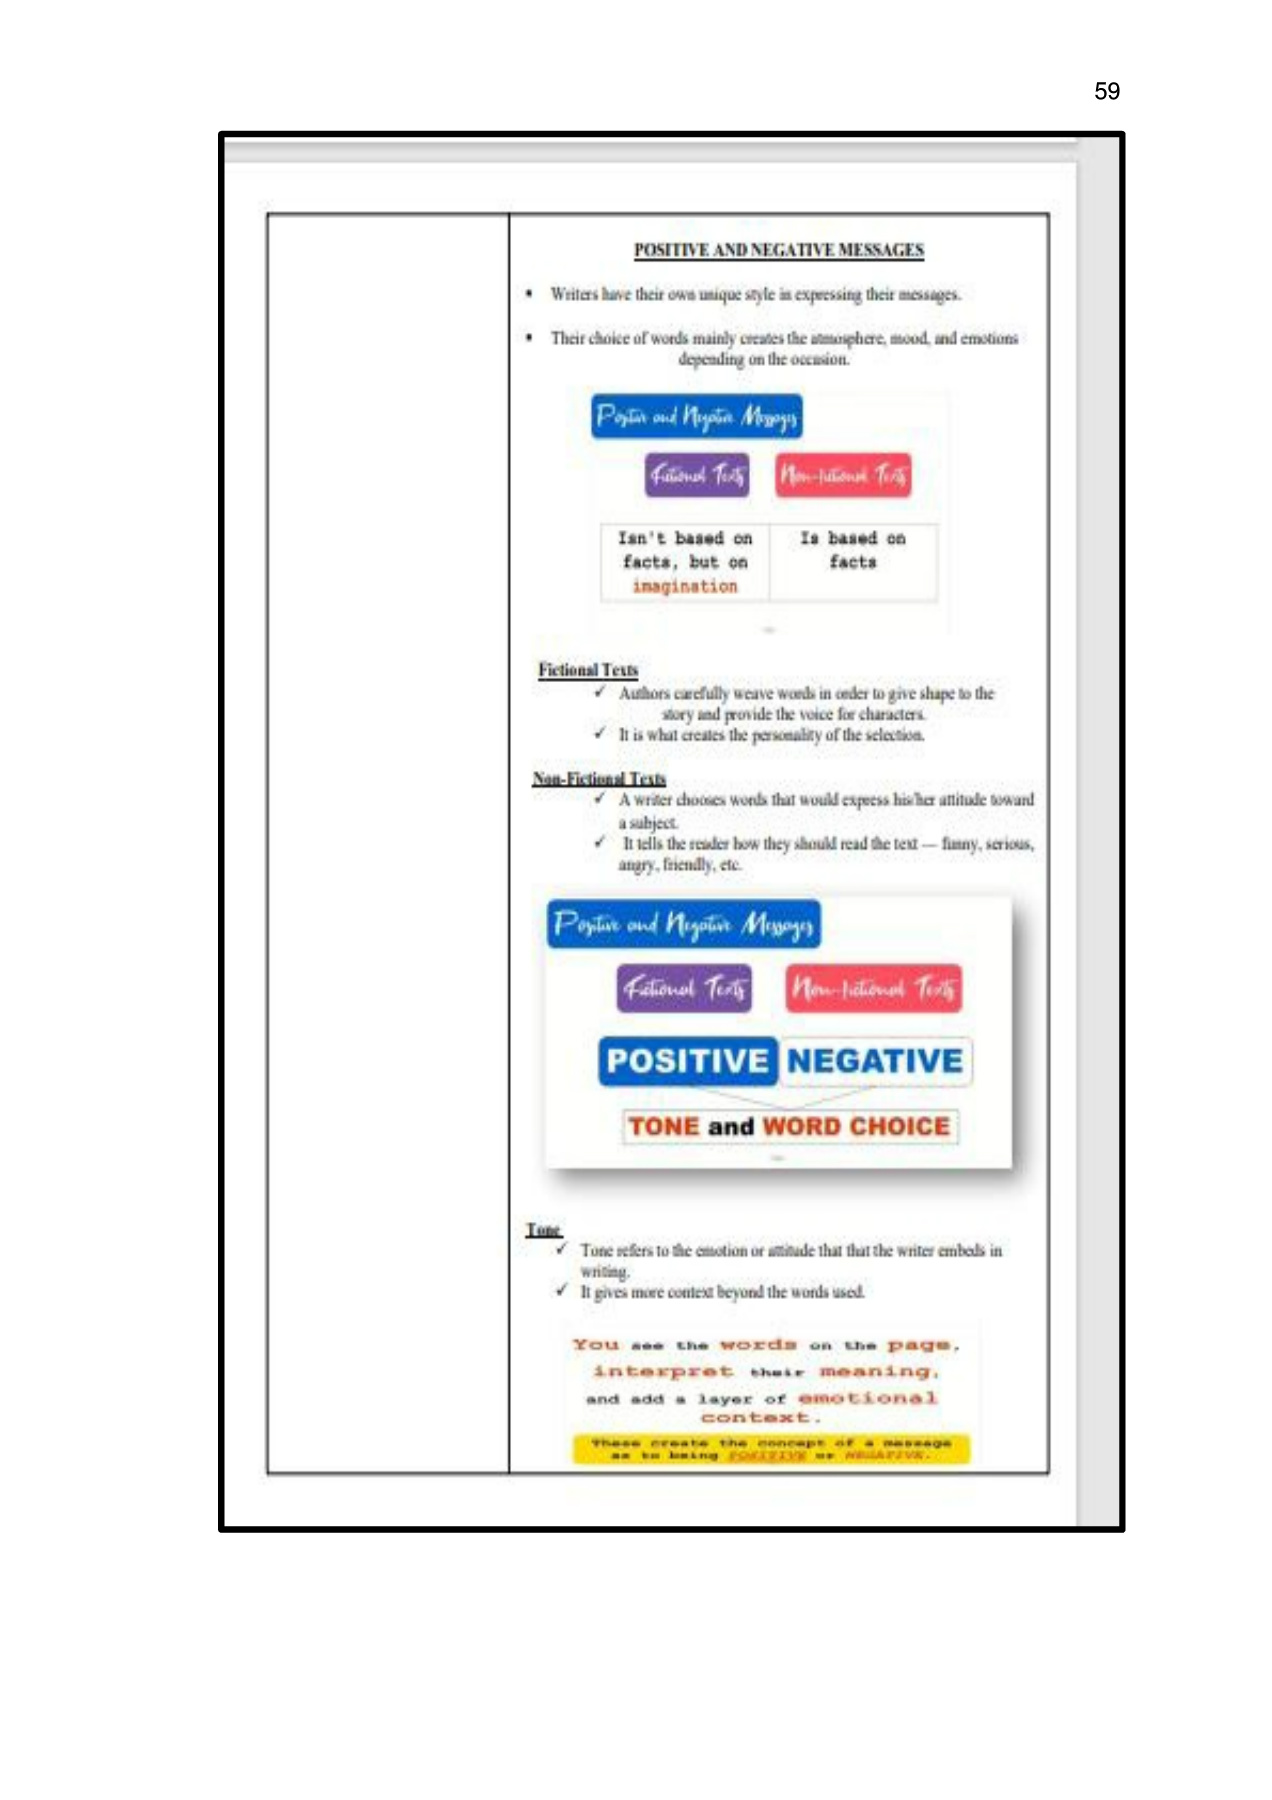 59
POSITIVE AND NEGATIVE MESSAGES
▪ Writers have their own unique style in expressing their messages.
▪ Their choice of words mainly creates the atmosphere, mood, and emotions
depending on the occasion.
Positive and Negative Messages
Fictional Texts Non-fictional Texts
Isn't based on Is based on
facts, but on facts
imagination
Fictional Texts
✓ Authors carefully weave words in order to give shape to the
story and provide the voice for characters.
✓ It is what creates the personality of the selection.
Non-Fictional Texts
✓ A writer chooses words that would express his/her attitude toward
a subject.
✓ It tells the reader how they should read the text — funny, serious,
angry, friendly, etc.
Positive and Negative Messages
Fictional Texts Non-fictional Texts
POSITIVE NEGATIVE
TONE and WORD CHOICE
Tone
✓ Tone refers to the emotion or attitude that that the writer embeds in
writing.
✓ It gives more context beyond the words used.
You see the words on the page,
interpret their meaning,
and add a layer of emotional
context.
These create the concept of a message
as to being POSITIVE or NEGATIVE.